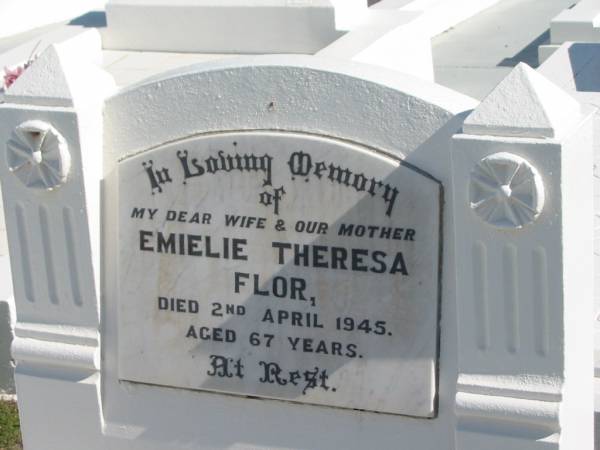 In Loving Memory
of
MY DEAR WIFE & OUR MOTHER
EMIELIE THERESA
FLOR,
DIED 2ND APRIL 1945.
AGED 67 YEARS.
At Rest.